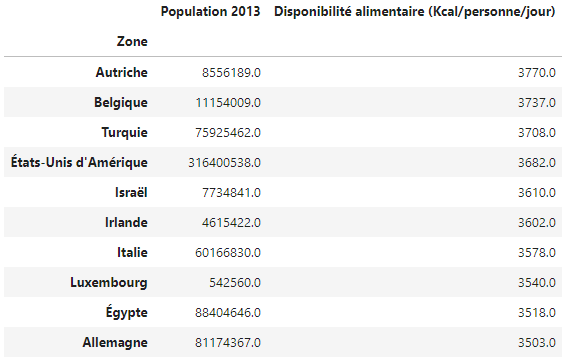 Population 2013 Disponibilité alimentaire (Kcal/personne/jour)
Zone
Autriche 8556189.0 3770.0
Belgique 11154009.0 3737.0
Turquie 75925462.0 3708.0
États-Unis d'Amérique 316400538.0 3682.0
Israël 7734841.0 3610.0
Irlande 4615422.0 3602.0
Italie 60166830.0 3578.0
Luxembourg 542560.0 3540.0
Égypte 88404646.0 3518.0
Allemagne 81174367.0 3503.0